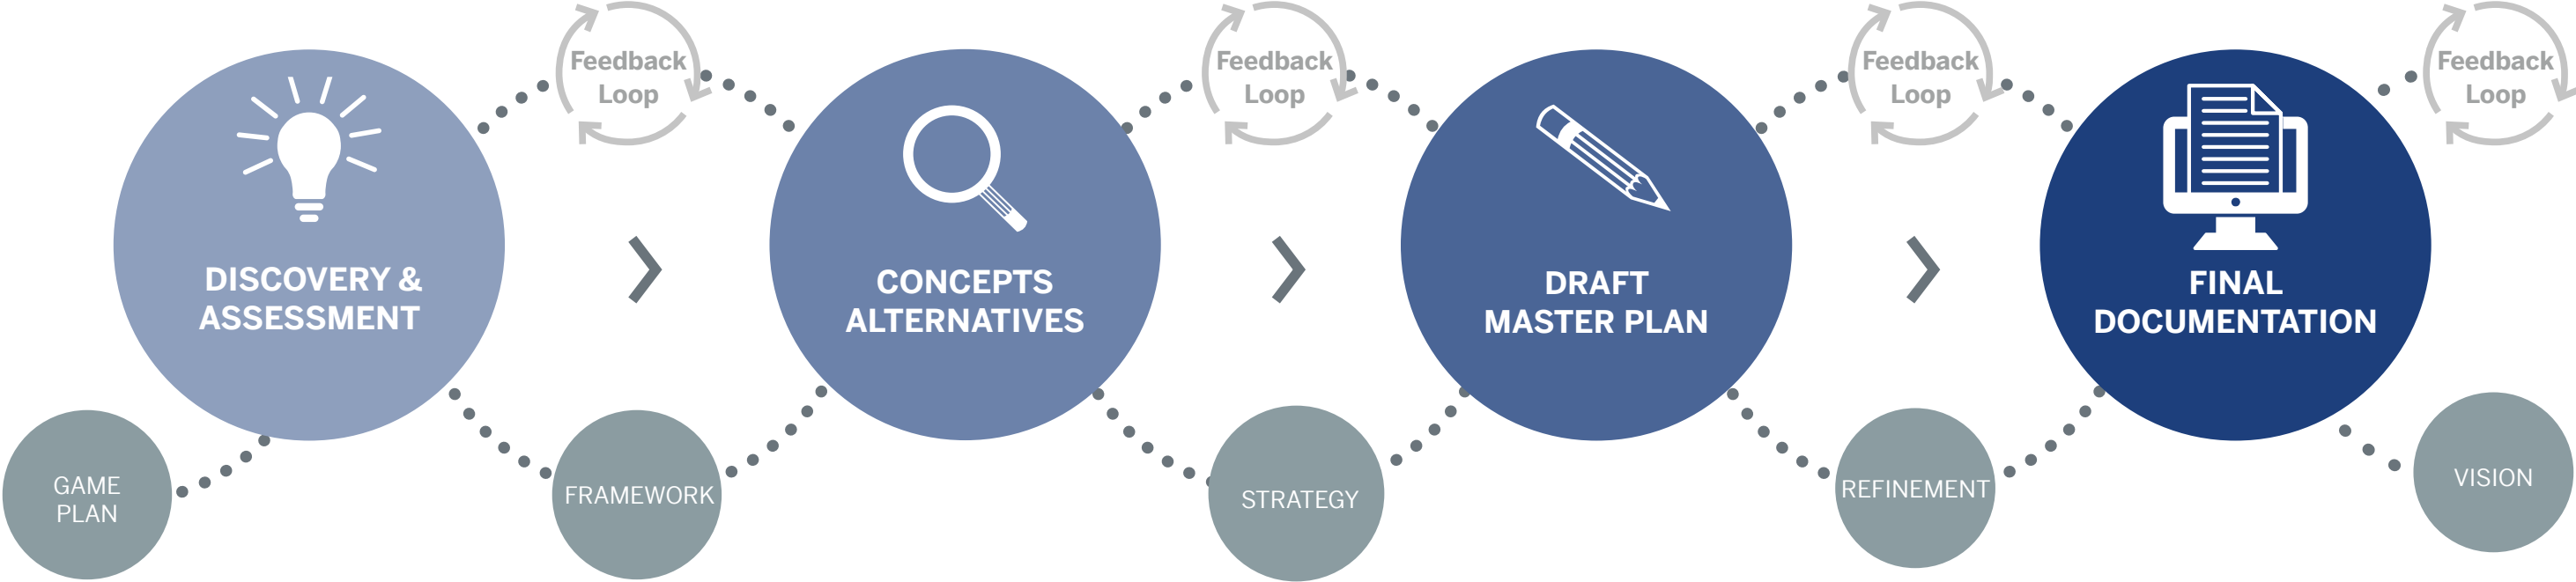 Feedback
Loop
Feedback
Loop
Feedback
Loop
Feedback
Loop
DISCOVERY &
ASSESSMENT
CONCEPTS
ALTERNATIVES
DRAFT
MASTER PLAN
FINAL
DOCUMENTATION
GAME
PLAN
FRAMEWORK
STRATEGY
REFINEMENT
VISION